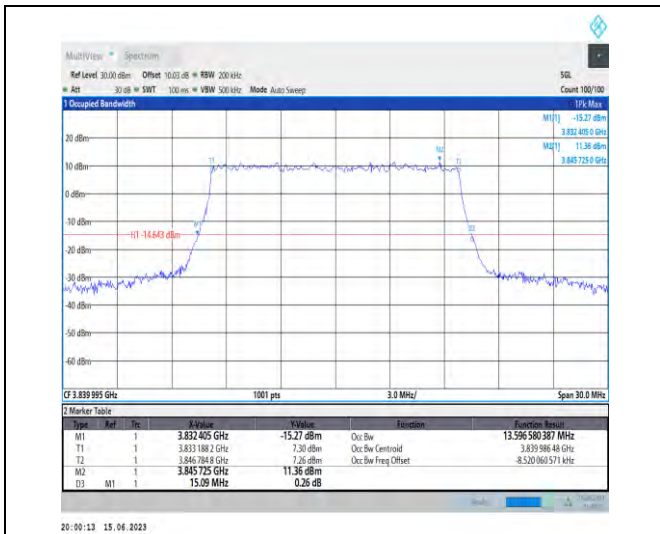 MultiView Spectrum
Ref Level 30.00 dBm Offset 10.03 dB RBW 200 kHz SGL
Att 30 dB SWT 100 ms VBW 500 kHz Mode Auto Sweep Count 100/100
1 Occupied Bandwidth 1Pk Max
M1[1] -15.27 dBm
3.832 405 0 GHz
M2[1] 11.36 dBm
3.845 725 0 GHz
20 dBm
M2
T1 T2
10 dBm
0 dBm
-10 dBm
M1
H1 -14.643 dBm
D3
-20 dBm
-30 dBm
-40 dBm
-50 dBm
-60 dBm
CF 3.839 995 GHz 1001 pts 3.0 MHz/ Span 30.0 MHz
2 Marker Table
Type Ref Trc X-Value Y-Value Function Function Result
M1 1 3.832 405 GHz -15.27 dBm Occ Bw 13.596 580 387 MHz
T1 1 3.833 188 2 GHz 7.30 dBm Occ Bw Centroid 3.839 986 48 GHz
T2 1 3.846 784 8 GHz 7.26 dBm Occ Bw Freq Offset -8.520 060 571 kHz
M2 1 3.845 725 GHz 11.36 dBm
D3 M1 1 15.09 MHz 0.26 dB
20:00:13 15.06.2023